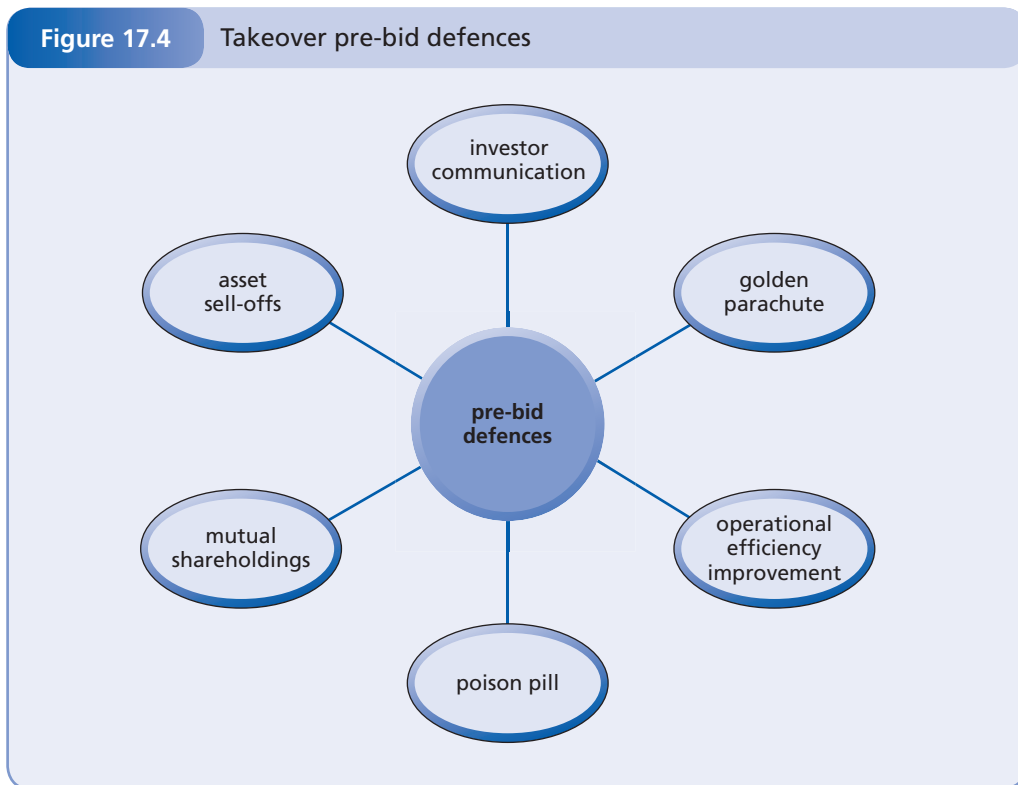 Figure 17.4 Takeover pre-bid defences
investor
communication
asset
sell-offs
golden
parachute
pre-bid
defences
mutual
shareholdings
operational
efficiency
improvement
poison pill